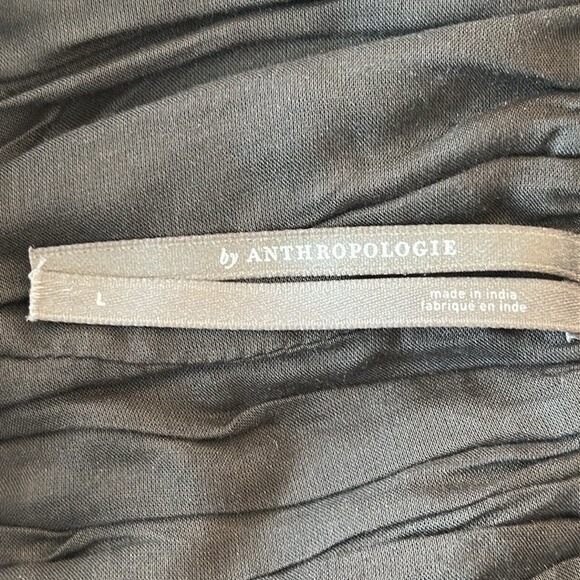 by ANTHROPOLOGIE
L
made in india
fabriqué en inde